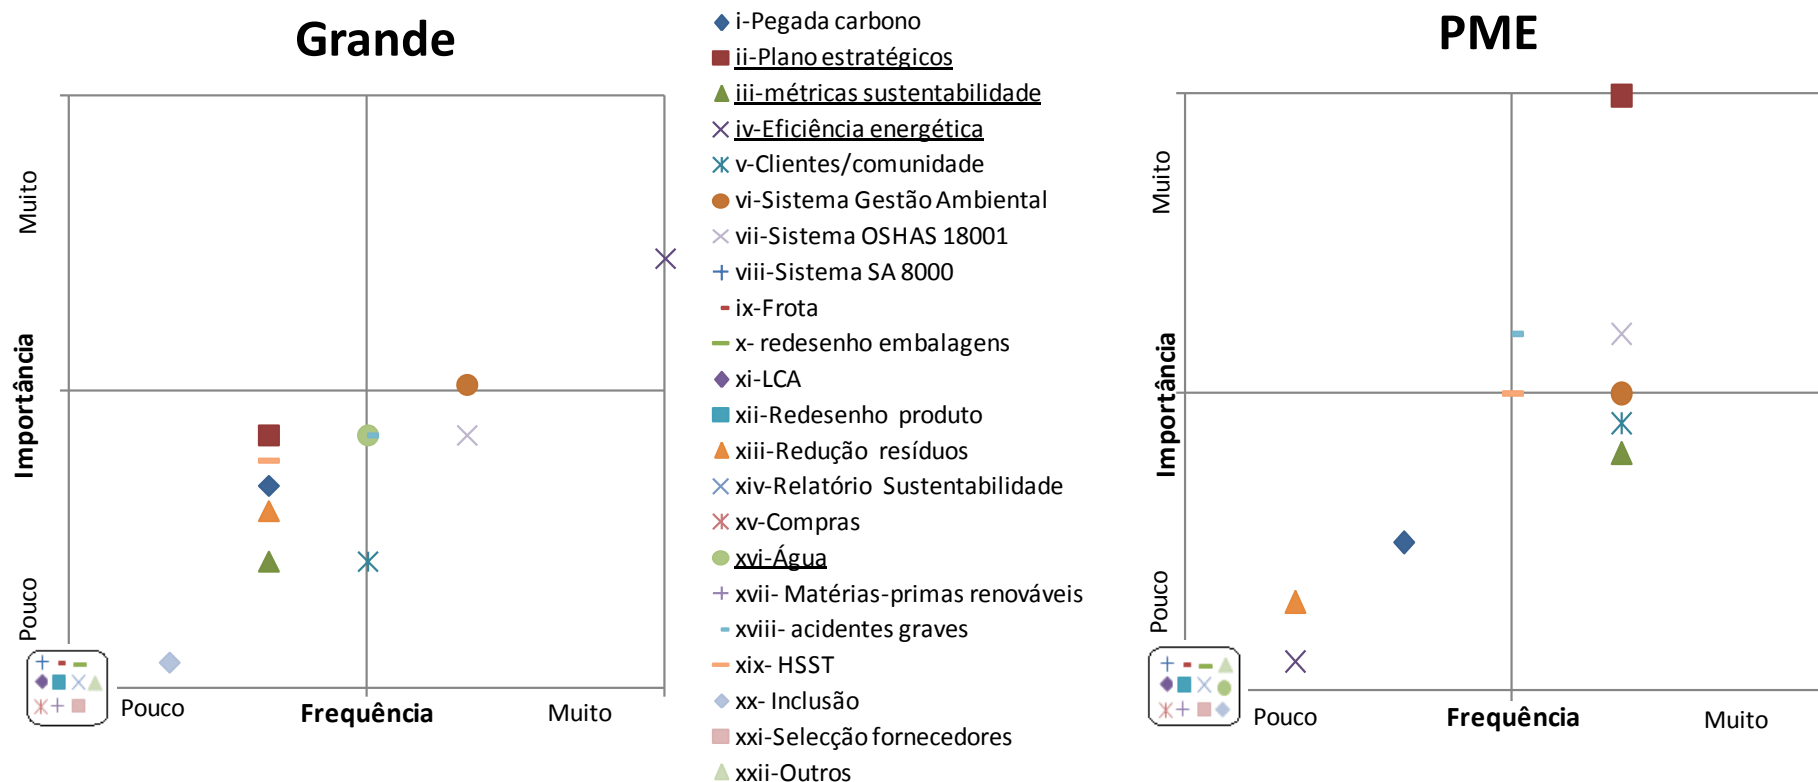 Grande
Muito
Importância
Pouco
Pouco
Frequência
Muito
i-Pegada carbono
ii-Plano estratégicos
iii-métricas sustentabilidade
iv-Eficiência energética
v-Clientes/comunidade
vi-Sistema Gestão Ambiental
vii-Sistema OSHAS 18001
viii-Sistema SA 8000
ix-Frota
x- redesenho embalagens
xi-LCA
xii-Redesenho produto
xiii-Redução resíduos
xiv-Relatório Sustentabilidade
xv-Compras
xvi-Água
xvii- Matérias-primas renováveis
xviii- acidentes graves
xix- HSST
xx- Inclusão
xxi-Selecção fornecedores
xxii-Outros
PME
Muito
Importância
Pouco
Pouco
Frequência
Muito